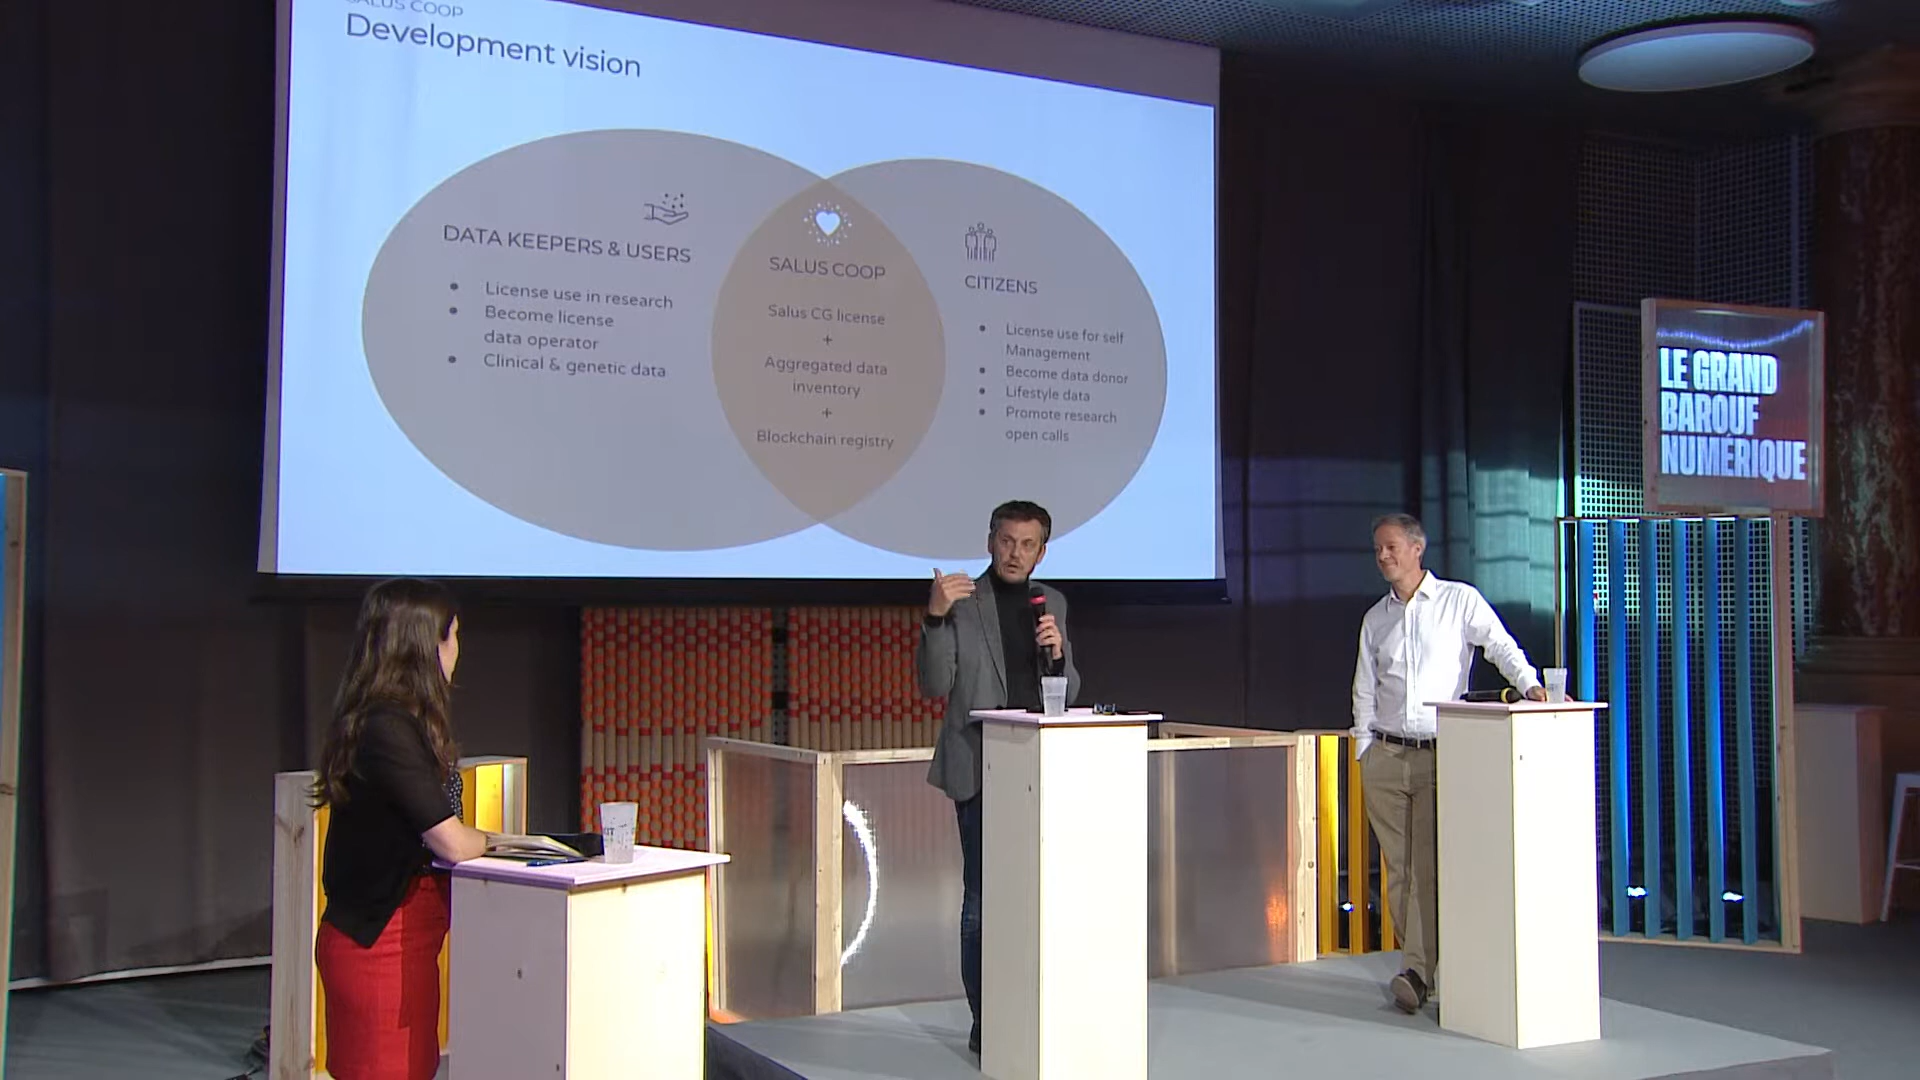 SALUS COOP
Development vision
DATA KEEPERS & USERS
● License use in research
● Become license
data operator
● Clinical & genetic data
SALUS COOP
Salus CG license
+
Aggregated data
inventory
+
Blockchain registry
CITIZENS
● License use for self
Management
● Become data donor
● Lifestyle data
● Promote research
open calls
LE GRAND
BAROUF
NUMÉRIQUE